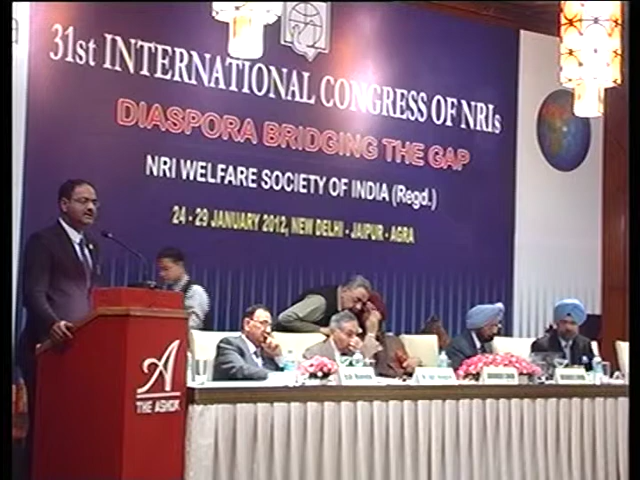 31st INTERNATIONAL CONGRESS OF NRIs
DIASPORA BRIDGING THE GAP
NRI WELFARE SOCIETY OF INDIA (Regd.)
24 - 29 JANUARY 2012, NEW DELHI - JAIPUR - AGRA
A
THE ASHOK